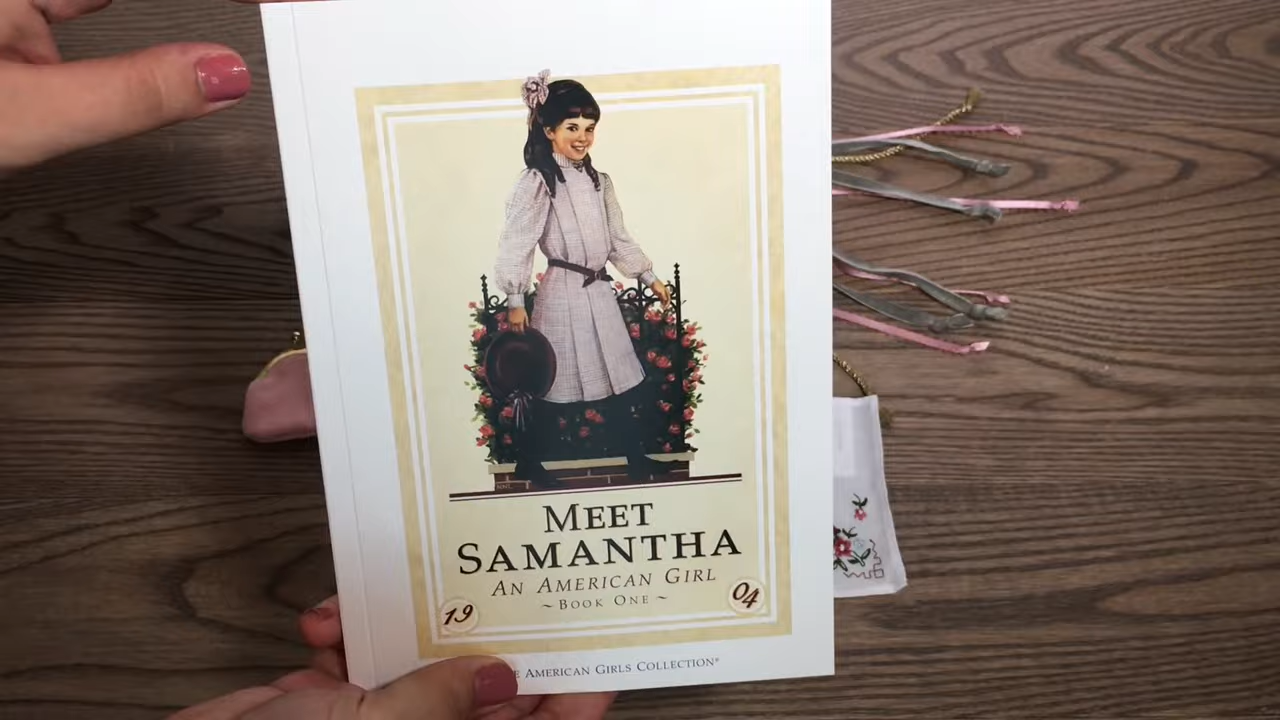 MEET
SAMANTHA
AN AMERICAN GIRL
~BOOK ONE~
19 04
AMERICAN GIRLS COLLECTION®